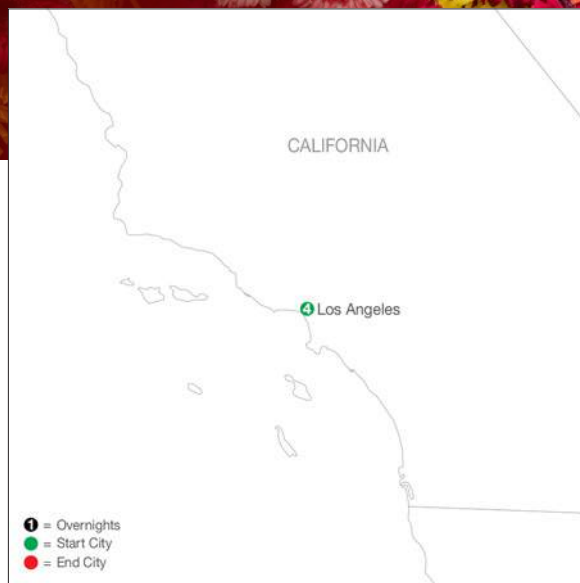 CALIFORNIA
4 Los Angeles
1 = Overnights
= Start City
= End City